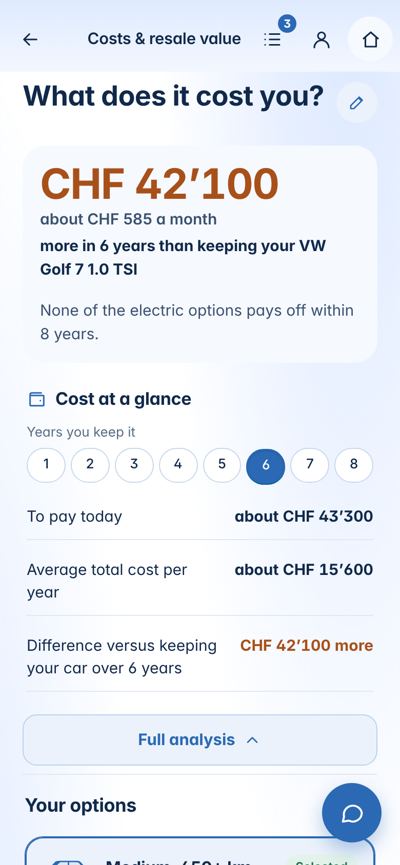 3
Costs & resale value
What does it cost you?
CHF 42’100
about CHF 585 a month
more in 6 years than keeping your VW
Golf 7 1.0 TSI
None of the electric options pays off within
8 years.
Cost at a glance
Years you keep it
1 2 3 4 5 6 7 8
To pay today about CHF 43’300
Average total cost per about CHF 15’600
year
Difference versus keeping CHF 42’100 more
your car over 6 years
Full analysis
Your options
Medium, 450+ km Selected